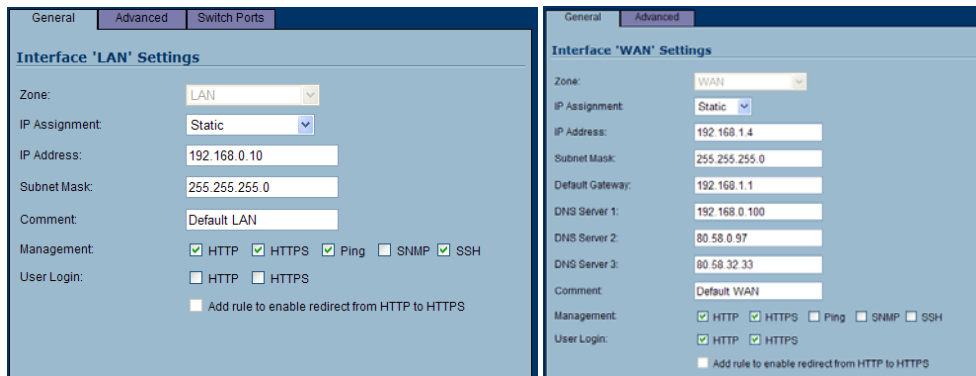 General Advanced Switch Ports
Interface 'LAN' Settings
Zone: LAN
IP Assignment: Static
IP Address: 192.168.0.10
Subnet Mask: 255.255.255.0
Comment: Default LAN
Management: HTTP HTTPS Ping SNMP SSH
User Login: HTTP HTTPS
Add rule to enable redirect from HTTP to HTTPS
General Advanced
Interface 'WAN' Settings
Zone: WAN
IP Assignment: Static
IP Address: 192.168.1.4
Subnet Mask: 255.255.255.0
Default Gateway: 192.168.1.1
DNS Server 1: 192.168.0.100
DNS Server 2: 80.58.0.97
DNS Server 3: 80.58.32.33
Comment: Default WAN
Management: HTTP HTTPS Ping SNMP SSH
User Login: HTTP HTTPS
Add rule to enable redirect from HTTP to HTTPS